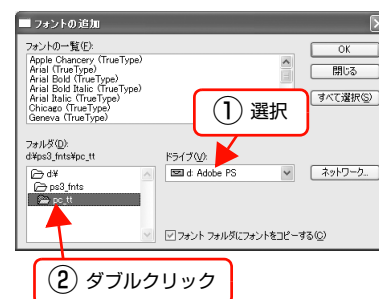 フォントの追加
フォントの一覧(F):
Apple Chancery (TrueType)
Arial (TrueType)
Arial Bold (TrueType)
Arial Bold Italic (TrueType)
Arial Italic (TrueType)
Chicago (TrueType)
Geneva (TrueType)
OK
閉じる
すべて選択(S)
① 選択
フォルダ(D):
d:¥ps3_fnts¥pc_tt
ドライブ(V):
d:¥
ps3_fnts
pc_tt
d: Adobe PS
ネットワーク...
フォント フォルダにフォントをコピーする(C)
② ダブルクリック